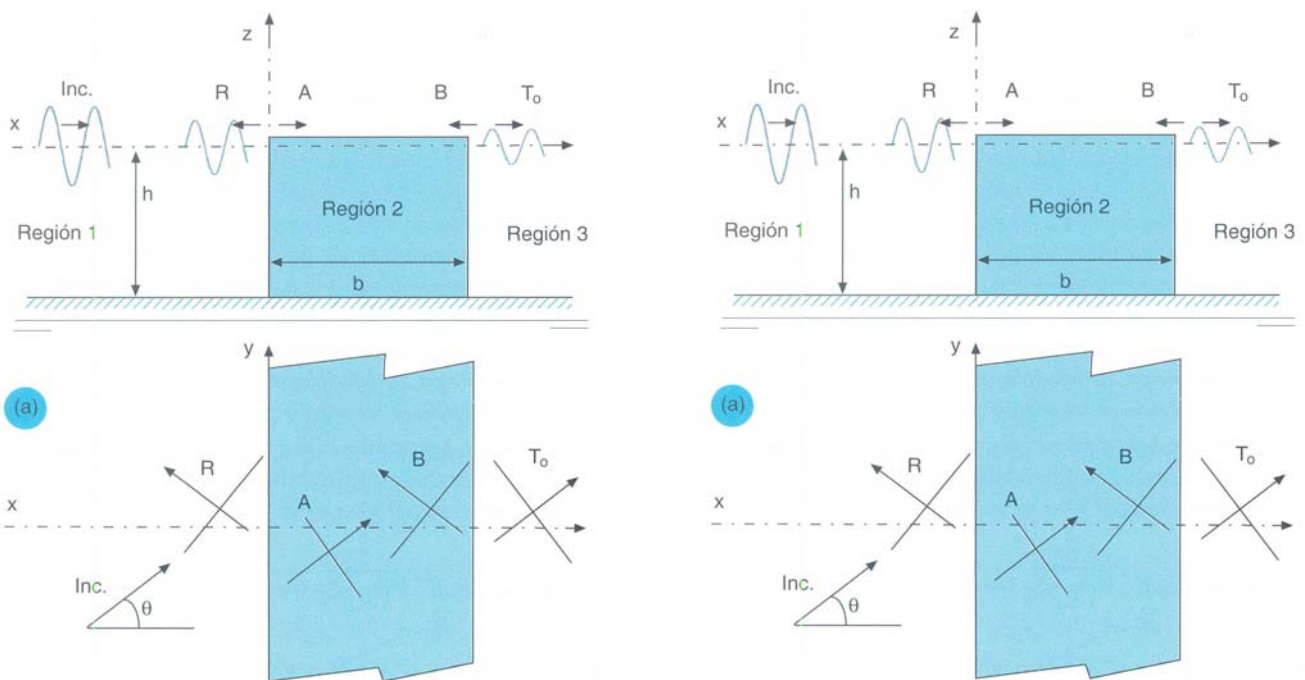 z
Inc.
R
A
B
To
x
h
Región 2
Región 1
Región 3
b
y
(a)
R
B
To
A
x
Inc.
θ
z
Inc.
R
A
B
To
x
h
Región 2
Región 1
Región 3
b
y
(a)
R
B
To
A
x
Inc.
θ